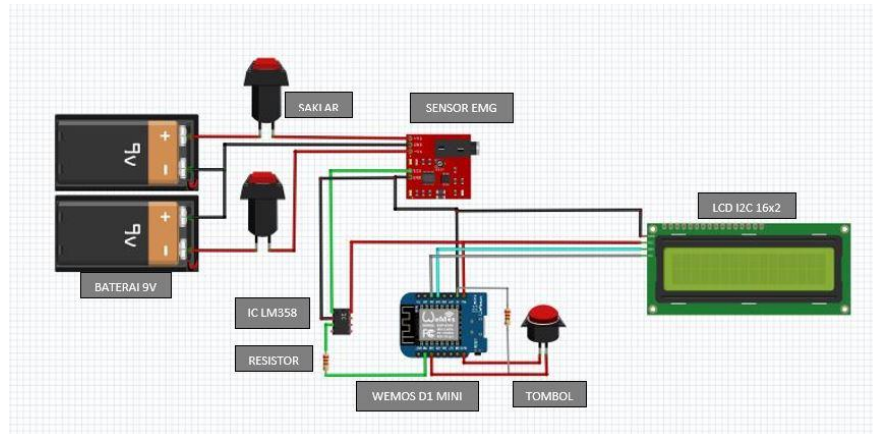 SAKLAR
SENSOR EMG
+
9V
-
+
9V
-
LCD I2C 16x2
BATERAI 9V
IC LM358
RESISTOR
WEMOS D1 MINI
TOMBOL